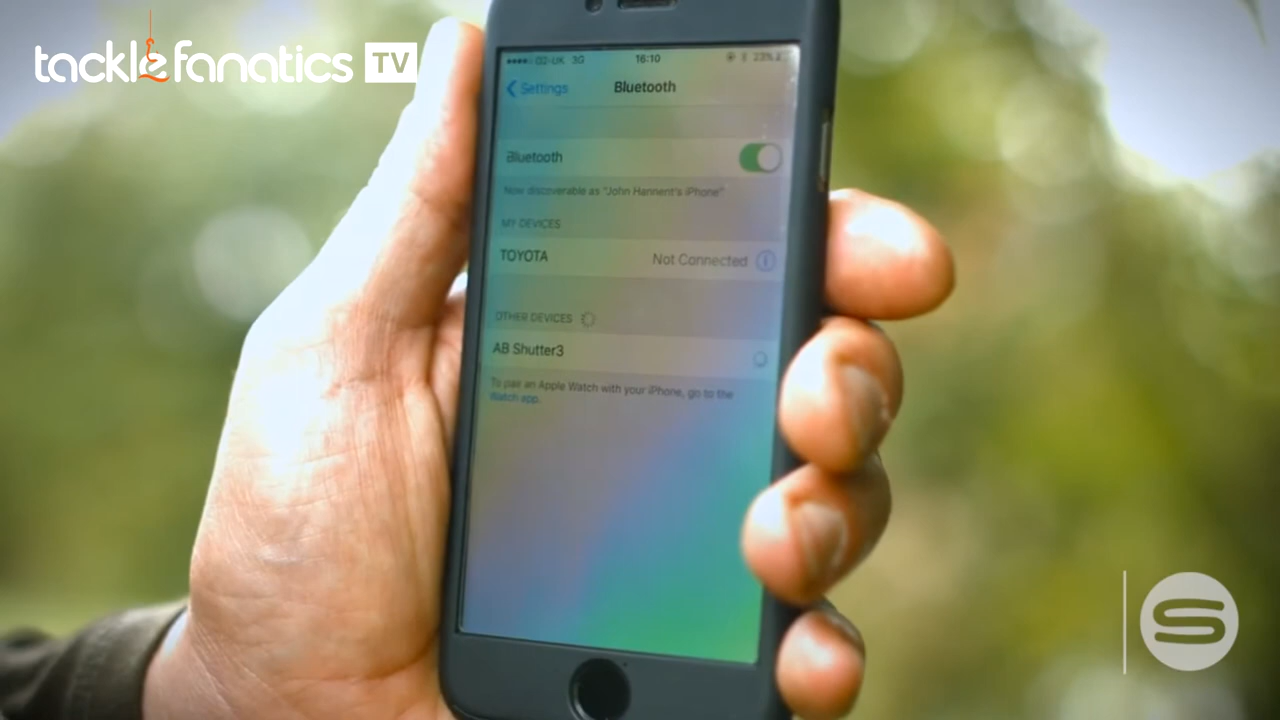 tacklefanatics TV
O2-UK 3G 16:10 23%
Settings Bluetooth
Bluetooth
Now discoverable as "John Hannent's iPhone"
MY DEVICES
TOYOTA Not Connected
OTHER DEVICES
AB Shutter3
To pair an Apple Watch with your iPhone, go to the
Watch app.
S